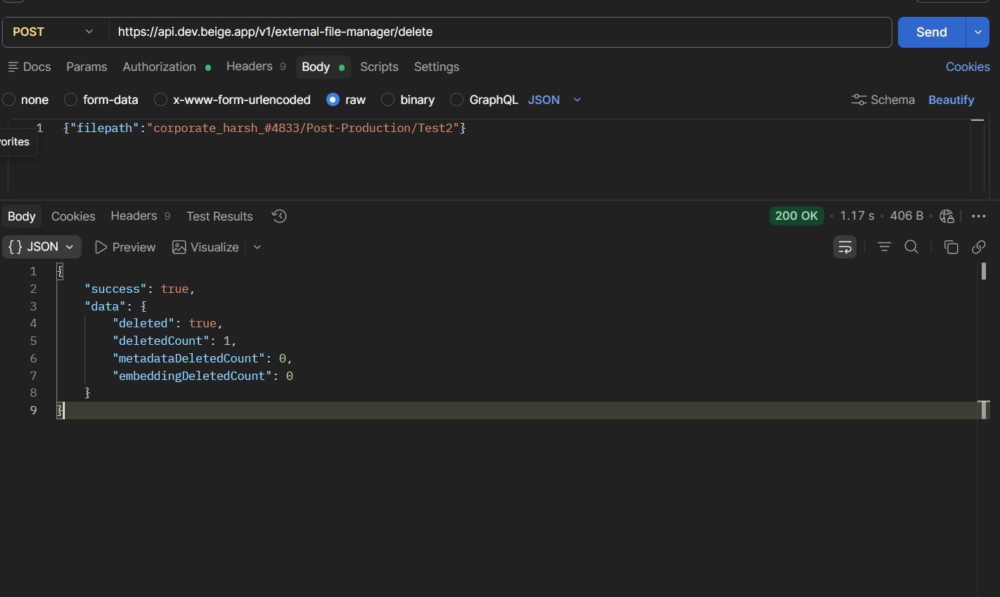 POST https://api.dev.beige.app/v1/external-file-manager/delete Send
Docs Params Authorization Headers 9 Body Scripts Settings Cookies
none form-data x-www-form-urlencoded raw binary GraphQL JSON Schema Beautify
1 {"filepath":"corporate_harsh_#4833/Post-Production/Test2"}
orites
Body Cookies Headers 9 Test Results 200 OK • 1.17 s • 406 B •
{} JSON Preview Visualize
1 {
2 "success": true,
3 "data": {
4 "deleted": true,
5 "deletedCount": 1,
6 "metadataDeletedCount": 0,
7 "embeddingDeletedCount": 0
8 }
9 }